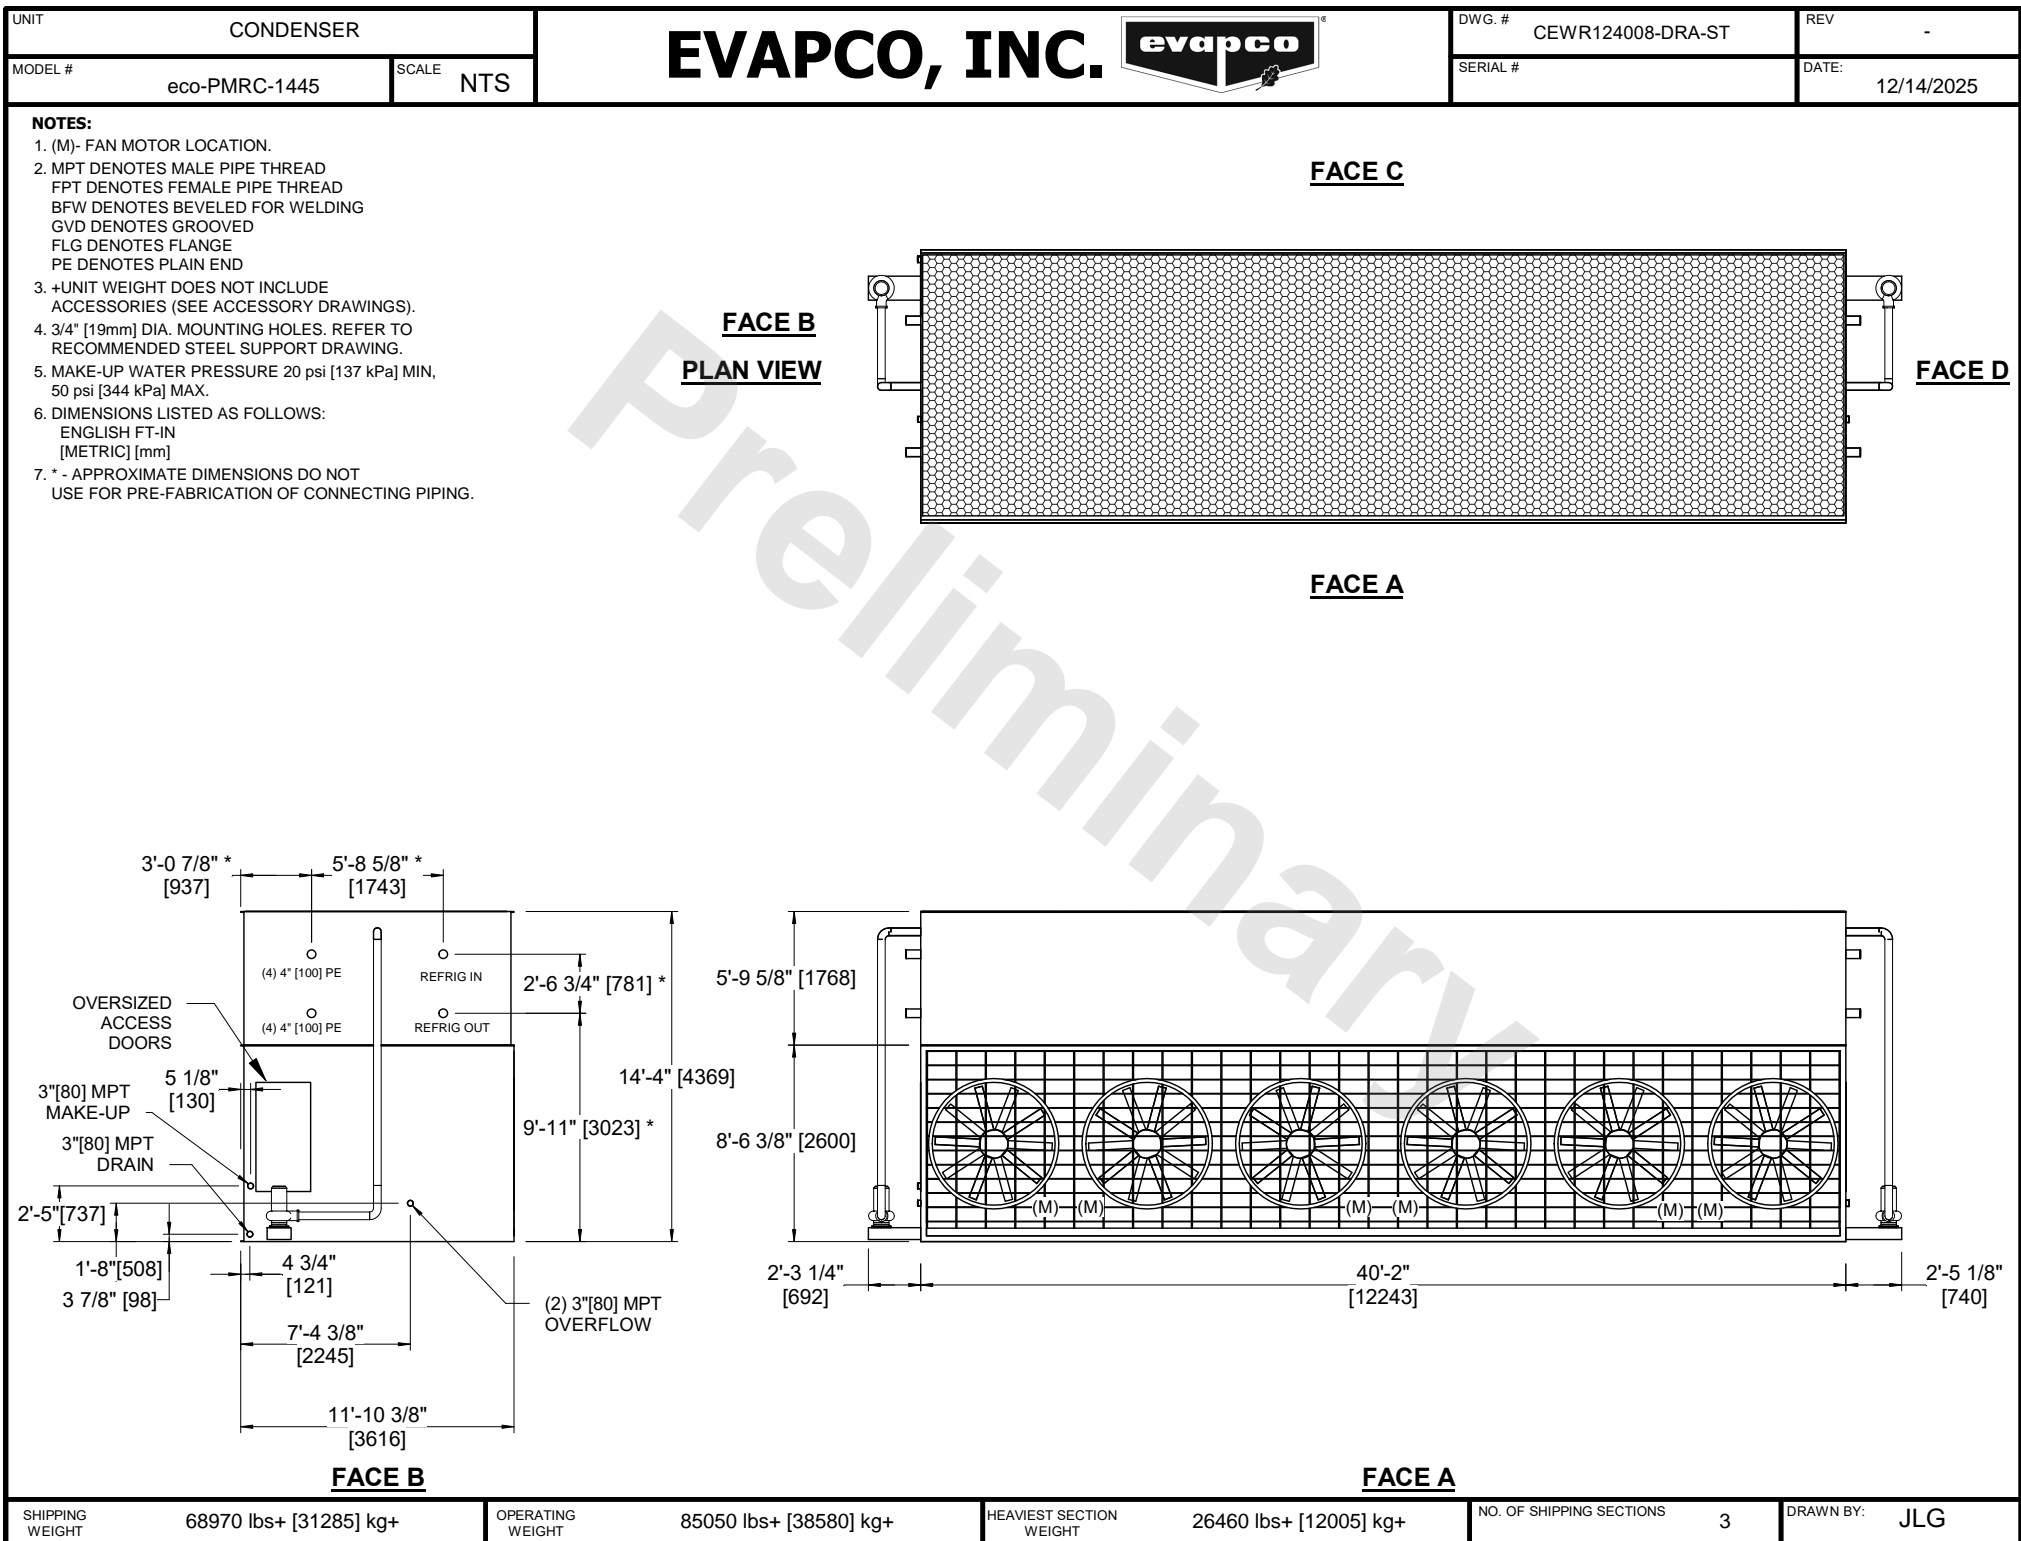 UNIT
CONDENSER
MODEL #
eco-PMRC-1445
SCALE
NTS
EVAPCO, INC.
evapco
®
DWG. #
CEWR124008-DRA-ST
REV
-
SERIAL #
DATE:
12/14/2025
NOTES:
1. (M)- FAN MOTOR LOCATION.
2. MPT DENOTES MALE PIPE THREAD
FPT DENOTES FEMALE PIPE THREAD
BFW DENOTES BEVELED FOR WELDING
GVD DENOTES GROOVED
FLG DENOTES FLANGE
PE DENOTES PLAIN END
3. +UNIT WEIGHT DOES NOT INCLUDE
ACCESSORIES (SEE ACCESSORY DRAWINGS).
4. 3/4" [19mm] DIA. MOUNTING HOLES. REFER TO
RECOMMENDED STEEL SUPPORT DRAWING.
5. MAKE-UP WATER PRESSURE 20 psi [137 kPa] MIN,
50 psi [344 kPa] MAX.
6. DIMENSIONS LISTED AS FOLLOWS:
ENGLISH FT-IN
[METRIC] [mm]
7. * - APPROXIMATE DIMENSIONS DO NOT
USE FOR PRE-FABRICATION OF CONNECTING PIPING.
FACE C
FACE B
PLAN VIEW
FACE D
FACE A
Preliminary
3'-0 7/8" *
[937]
5'-8 5/8" *
[1743]
(4) 4" [100] PE
REFRIG IN
(4) 4" [100] PE
REFRIG OUT
2'-6 3/4" [781] *
OVERSIZED
ACCESS
DOORS
5 1/8"
[130]
3"[80] MPT
MAKE-UP
3"[80] MPT
DRAIN
14'-4" [4369]
9'-11" [3023] *
2'-5"[737]
1'-8"[508]
3 7/8" [98]
4 3/4"
[121]
(2) 3"[80] MPT
OVERFLOW
7'-4 3/8"
[2245]
11'-10 3/8"
[3616]
FACE B
5'-9 5/8" [1768]
8'-6 3/8" [2600]
(M) (M) (M) (M) (M) (M)
2'-3 1/4"
[692]
40'-2"
[12243]
2'-5 1/8"
[740]
FACE A
SHIPPING
WEIGHT
68970 lbs+ [31285] kg+
OPERATING
WEIGHT
85050 lbs+ [38580] kg+
HEAVIEST SECTION
WEIGHT
26460 lbs+ [12005] kg+
NO. OF SHIPPING SECTIONS
3
DRAWN BY:
JLG